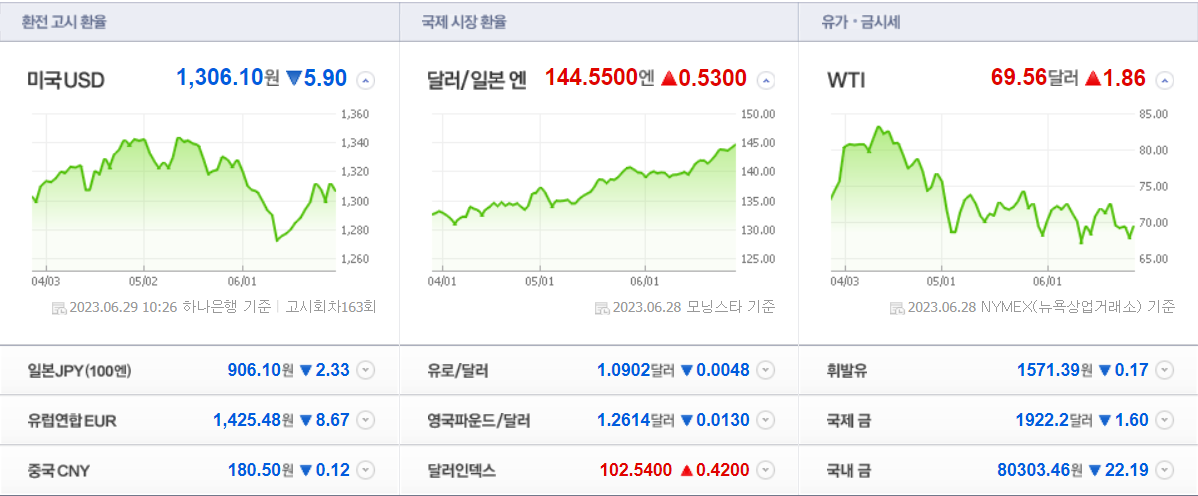 환전 고시 환율
미국 USD 1,306.10원 ▼5.90
1,360
1,340
1,320
1,300
1,280
1,260
04/03 05/02 06/01
2023.06.29 10:26 하나은행 기준 | 고시회차163회
일본 JPY (100엔) 906.10원 ▼2.33
유럽연합 EUR 1,425.48원 ▼8.67
중국 CNY 180.50원 ▼0.12
국제 시장 환율
달러/일본 엔 144.5500엔 ▲0.5300
150.00
145.00
140.00
135.00
130.00
125.00
04/01 05/01 06/01
2023.06.28 모닝스타 기준
유로/달러 1.0902달러 ▼0.0048
영국파운드/달러 1.2614달러 ▼0.0130
달러인덱스 102.5400 ▲0.4200
유가·금시세
WTI 69.56달러 ▲1.86
85.00
80.00
75.00
70.00
65.00
04/03 05/01 06/01
2023.06.28 NYMEX(뉴욕상업거래소) 기준
휘발유 1571.39원 ▼0.17
국제 금 1922.2달러 ▼1.60
국내 금 80303.46원 ▼22.19